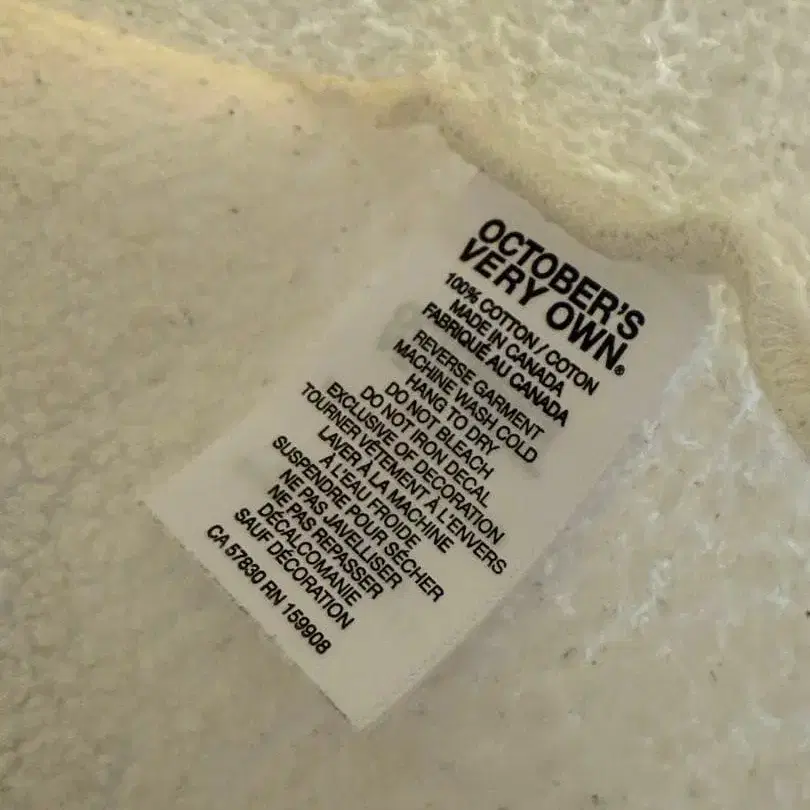 OCTOBER'S
VERY OWN®
100% COTTON / COTON
MADE IN CANADA
FABRIQUÉ AU CANADA
REVERSE GARMENT
MACHINE WASH COLD
HANG TO DRY
DO NOT BLEACH
DO NOT IRON DECAL
EXCLUSIVE OF DECORATION
TOURNER VÊTEMENT À L'ENVERS
LAVER À LA MACHINE
À L'EAU FROIDE
SUSPENDRE POUR SÉCHER
NE PAS JAVELLISER
NE PAS REPASSER
DÉCALCOMANIE
SAUF DÉCORATION
CA 57830 RN 159908